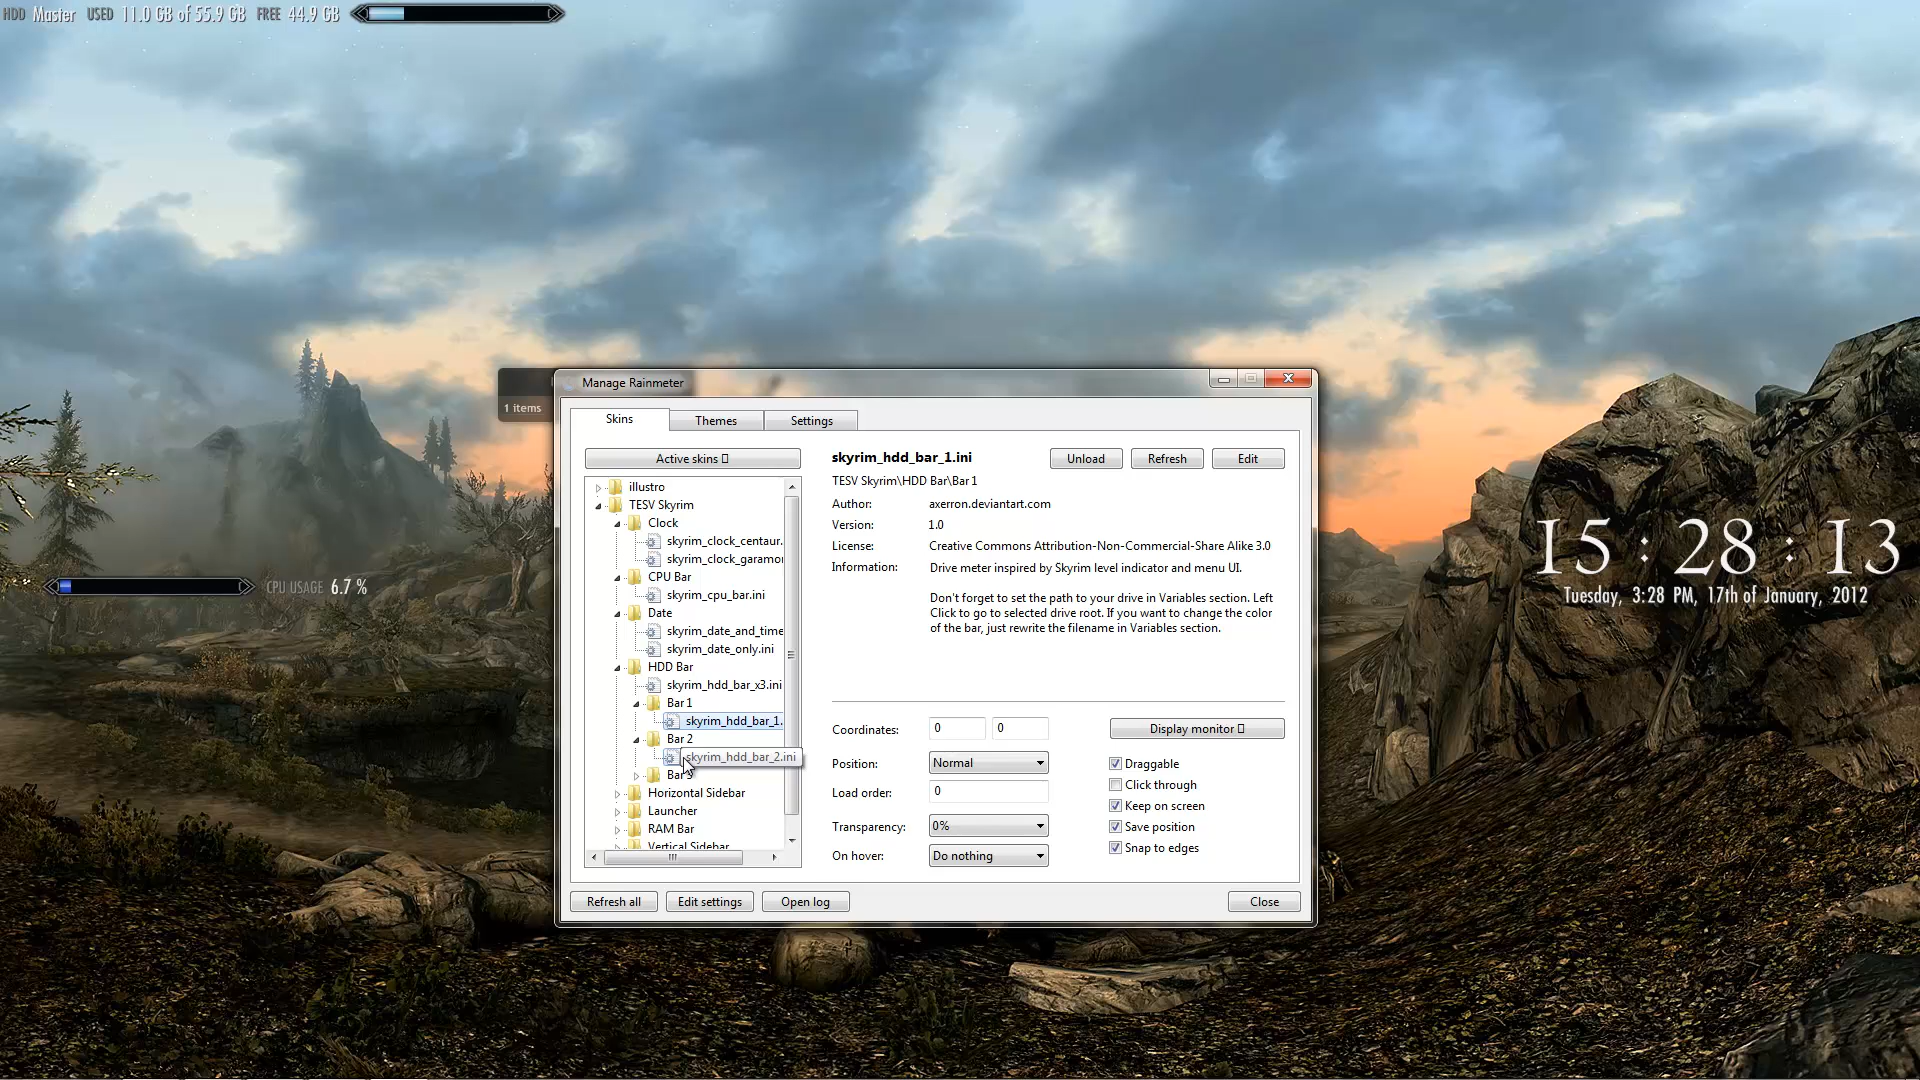 HDD Master USED 11.0 GB of 55.9 GB FREE 44.9 GB
Manage Rainmeter
1 items
Skins Themes Settings
Active skins
illustro
TESV Skyrim
Clock
skyrim_clock_centaur.
skyrim_clock_garamo
CPU Bar
skyrim_cpu_bar.ini
Date
skyrim_date_and_time
skyrim_date_only.ini
HDD Bar
skyrim_hdd_bar_x3.ini
Bar 1
skyrim_hdd_bar_1.
Bar 2
skyrim_hdd_bar_2.ini
Bar 3
Horizontal Sidebar
Launcher
RAM Bar
Vertical Sidebar
skyrim_hdd_bar_1.ini
Unload Refresh Edit
TESV Skyrim\HDD Bar\Bar 1
Author: axerron.deviantart.com
Version: 1.0
License: Creative Commons Attribution-Non-Commercial-Share Alike 3.0
Information: Drive meter inspired by Skyrim level indicator and menu UI.
Don't forget to set the path to your drive in Variables section. Left
Click to go to selected drive root. If you want to change the color
of the bar, just rewrite the filename in Variables section.
Coordinates: 0 0 Display monitor
Position: Normal Draggable
Click through
Load order: 0 Keep on screen
Transparency: 0% Save position
On hover: Do nothing Snap to edges
Refresh all Edit settings Open log Close
CPU USAGE 6.7 %
15 : 28 : 13
Tuesday, 3:28 PM, 17th of January, 2012